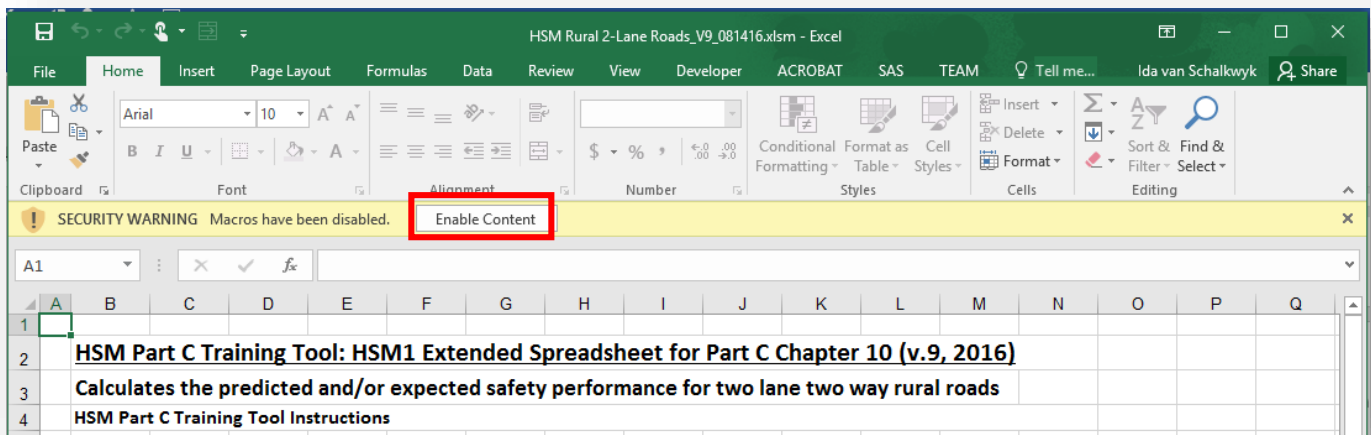 HSM Rural 2-Lane Roads_V9_081416.xlsm - Excel
File Home Insert Page Layout Formulas Data Review View Developer ACROBAT SAS TEAM Tell me... Ida van Schalkwyk Share
Arial 10 A A Insert
Paste B I U A $ % , .0 .00 .00 .0 Conditional Format as Cell Delete Sort & Find &
Formatting Table Styles Format Filter Select
Clipboard Font Alignment Number Styles Cells Editing
SECURITY WARNING Macros have been disabled. Enable Content
A1 fx
A B C D E F G H I J K L M N O P Q
1
2 HSM Part C Training Tool: HSM1 Extended Spreadsheet for Part C Chapter 10 (v.9, 2016)
3 Calculates the predicted and/or expected safety performance for two lane two way rural roads
4 HSM Part C Training Tool Instructions